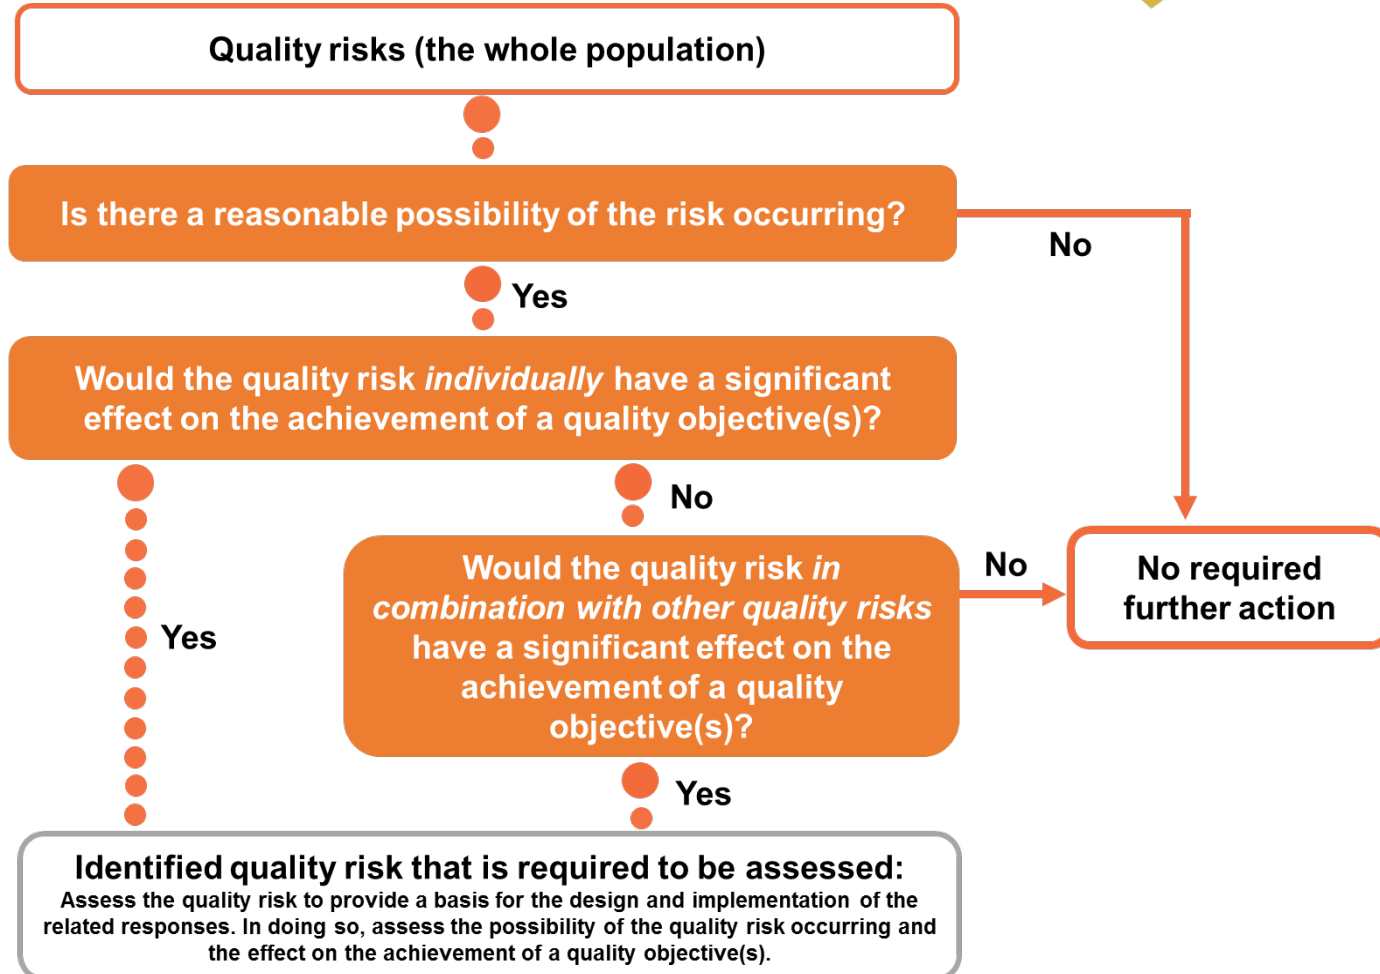 Quality risks (the whole population)
Is there a reasonable possibility of the risk occurring?
No
Yes
Would the quality risk individually have a significant
effect on the achievement of a quality objective(s)?
No
Yes
Would the quality risk in
combination with other quality risks
have a significant effect on the
achievement of a quality
objective(s)?
No
No required
further action
Yes
Identified quality risk that is required to be assessed:
Assess the quality risk to provide a basis for the design and implementation of the
related responses. In doing so, assess the possibility of the quality risk occurring and
the effect on the achievement of a quality objective(s).